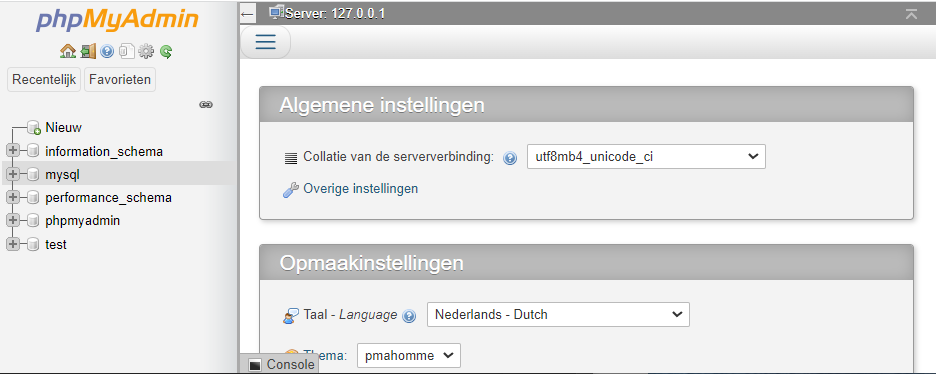 phpMyAdmin
Recentelijk Favorieten
Nieuw
information_schema
mysql
performance_schema
phpmyadmin
test
Server: 127.0.0.1
Algemene instellingen
Collatie van de serververbinding: utf8mb4_unicode_ci
Overige instellingen
Opmaakinstellingen
Taal - Language Nederlands - Dutch
Thema: pmahomme
Console